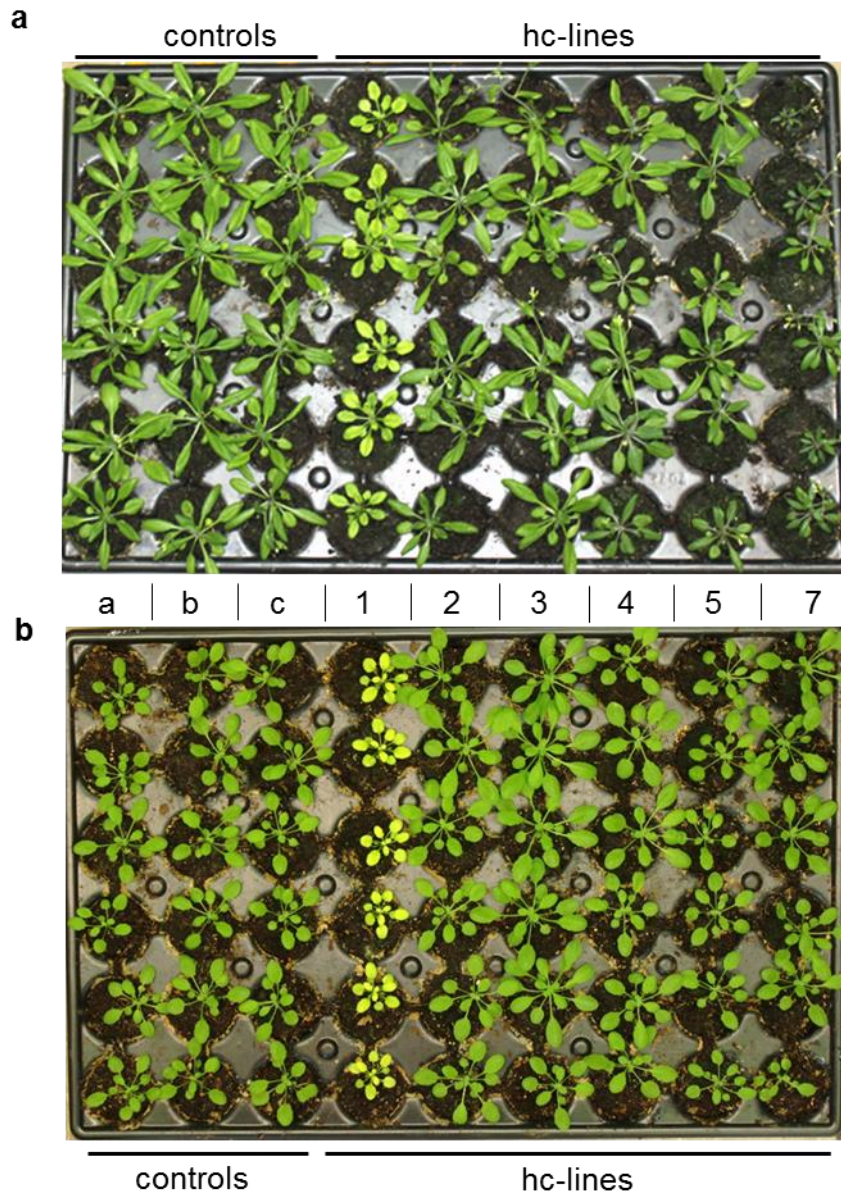 a
controls hc-lines
a | b | c | 1 | 2 | 3 | 4 | 5 | 7
b
controls hc-lines